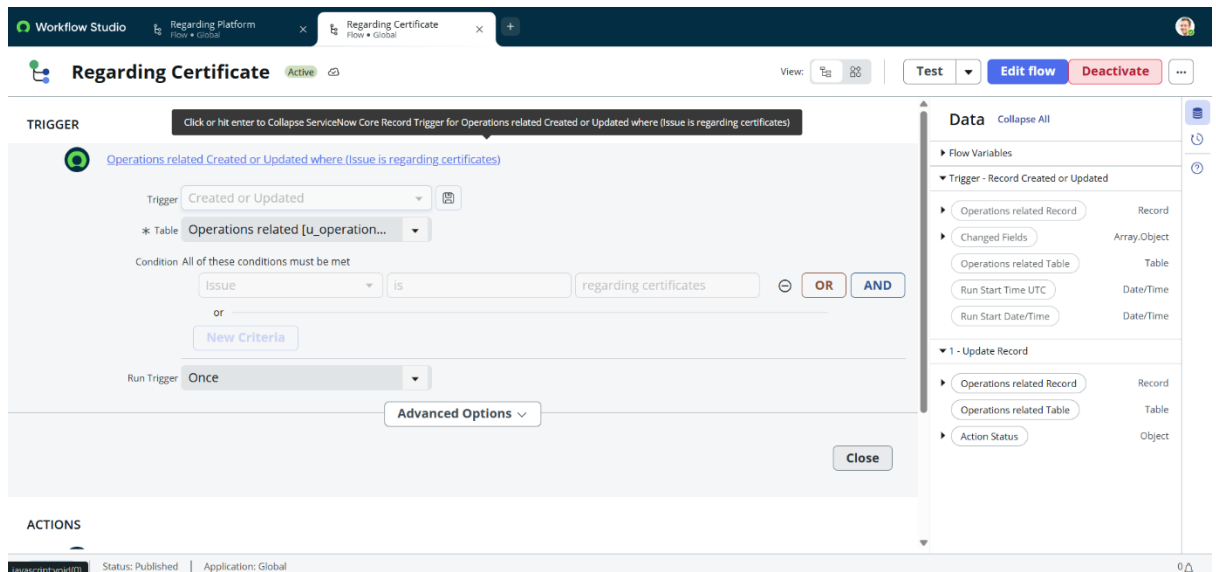 Workflow Studio
Regarding Platform
Flow • Global
Regarding Certificate
Flow • Global
Regarding Certificate Active
View:
Test
Edit flow
Deactivate
TRIGGER
Click or hit enter to Collapse ServiceNow Core Record Trigger for Operations related Created or Updated where (Issue is regarding certificates)
Operations related Created or Updated where (Issue is regarding certificates)
Trigger Created or Updated
* Table Operations related [u_operation...
Condition All of these conditions must be met
Issue is regarding certificates OR AND
or
New Criteria
Run Trigger Once
Advanced Options
Close
ACTIONS
Data Collapse All
Flow Variables
Trigger - Record Created or Updated
Operations related Record Record
Changed Fields Array.Object
Operations related Table Table
Run Start Time UTC Date/Time
Run Start Date/Time Date/Time
1 - Update Record
Operations related Record Record
Operations related Table Table
Action Status Object
javascript:void(0) Status: Published | Application: Global 0